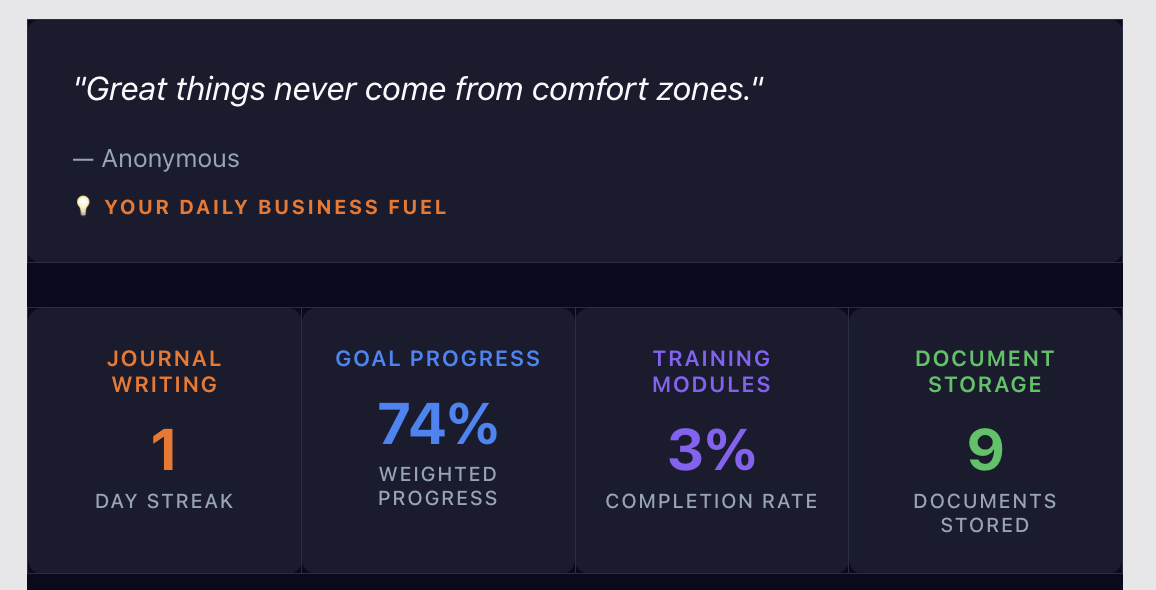 "Great things never come from comfort zones."
— Anonymous
💡 YOUR DAILY BUSINESS FUEL
JOURNAL
WRITING
1
DAY STREAK
GOAL PROGRESS
74%
WEIGHTED
PROGRESS
TRAINING
MODULES
3%
COMPLETION RATE
DOCUMENT
STORAGE
9
DOCUMENTS
STORED